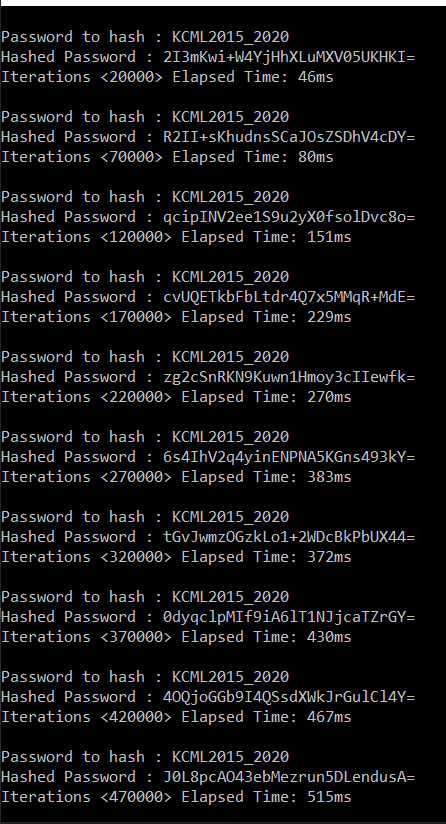 Password to hash : KCML2015_2020
Hashed Password : 2I3mKwi+W4YjHhXLuMXV05UKHKI=
Iterations <20000> Elapsed Time: 46ms
Password to hash : KCML2015_2020
Hashed Password : R2II+sKhudnsSCaJOsZSDhV4cDY=
Iterations <70000> Elapsed Time: 80ms
Password to hash : KCML2015_2020
Hashed Password : qcipINV2ee1S9u2yX0fsolDvc8o=
Iterations <120000> Elapsed Time: 151ms
Password to hash : KCML2015_2020
Hashed Password : cvUQETkbFbLtdr4Q7x5MMqR+MdE=
Iterations <170000> Elapsed Time: 229ms
Password to hash : KCML2015_2020
Hashed Password : zg2cSnRKN9Kuwn1Hmoy3cIIewfk=
Iterations <220000> Elapsed Time: 270ms
Password to hash : KCML2015_2020
Hashed Password : 6s4IhV2q4yinENPNA5KGns493kY=
Iterations <270000> Elapsed Time: 383ms
Password to hash : KCML2015_2020
Hashed Password : tGvJwmzOGzkLo1+2WDcBkPbUX44=
Iterations <320000> Elapsed Time: 372ms
Password to hash : KCML2015_2020
Hashed Password : 0dyqclpMIf9iA6lT1NJjcaTZrGY=
Iterations <370000> Elapsed Time: 430ms
Password to hash : KCML2015_2020
Hashed Password : 4OQjoGGb9I4QSsdXWkJrGulCl4Y=
Iterations <420000> Elapsed Time: 467ms
Password to hash : KCML2015_2020
Hashed Password : J0L8pcAO43ebMezrun5DLendusA=
Iterations <470000> Elapsed Time: 515ms